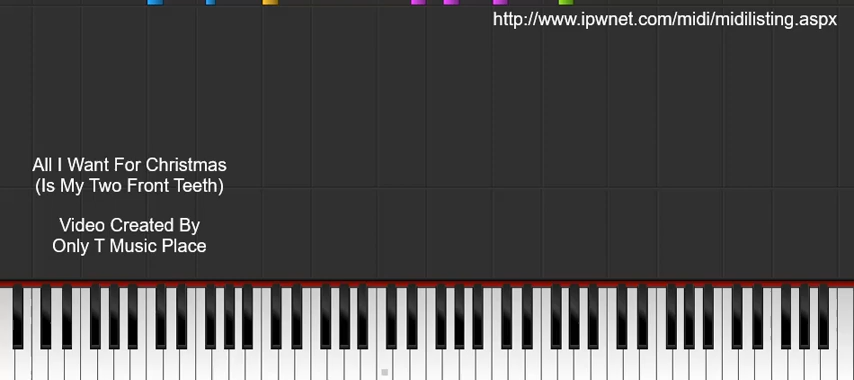 http://www.ipwnet.com/midi/midilisting.aspx
All I Want For Christmas
(Is My Two Front Teeth)
Video Created By
Only T Music Place